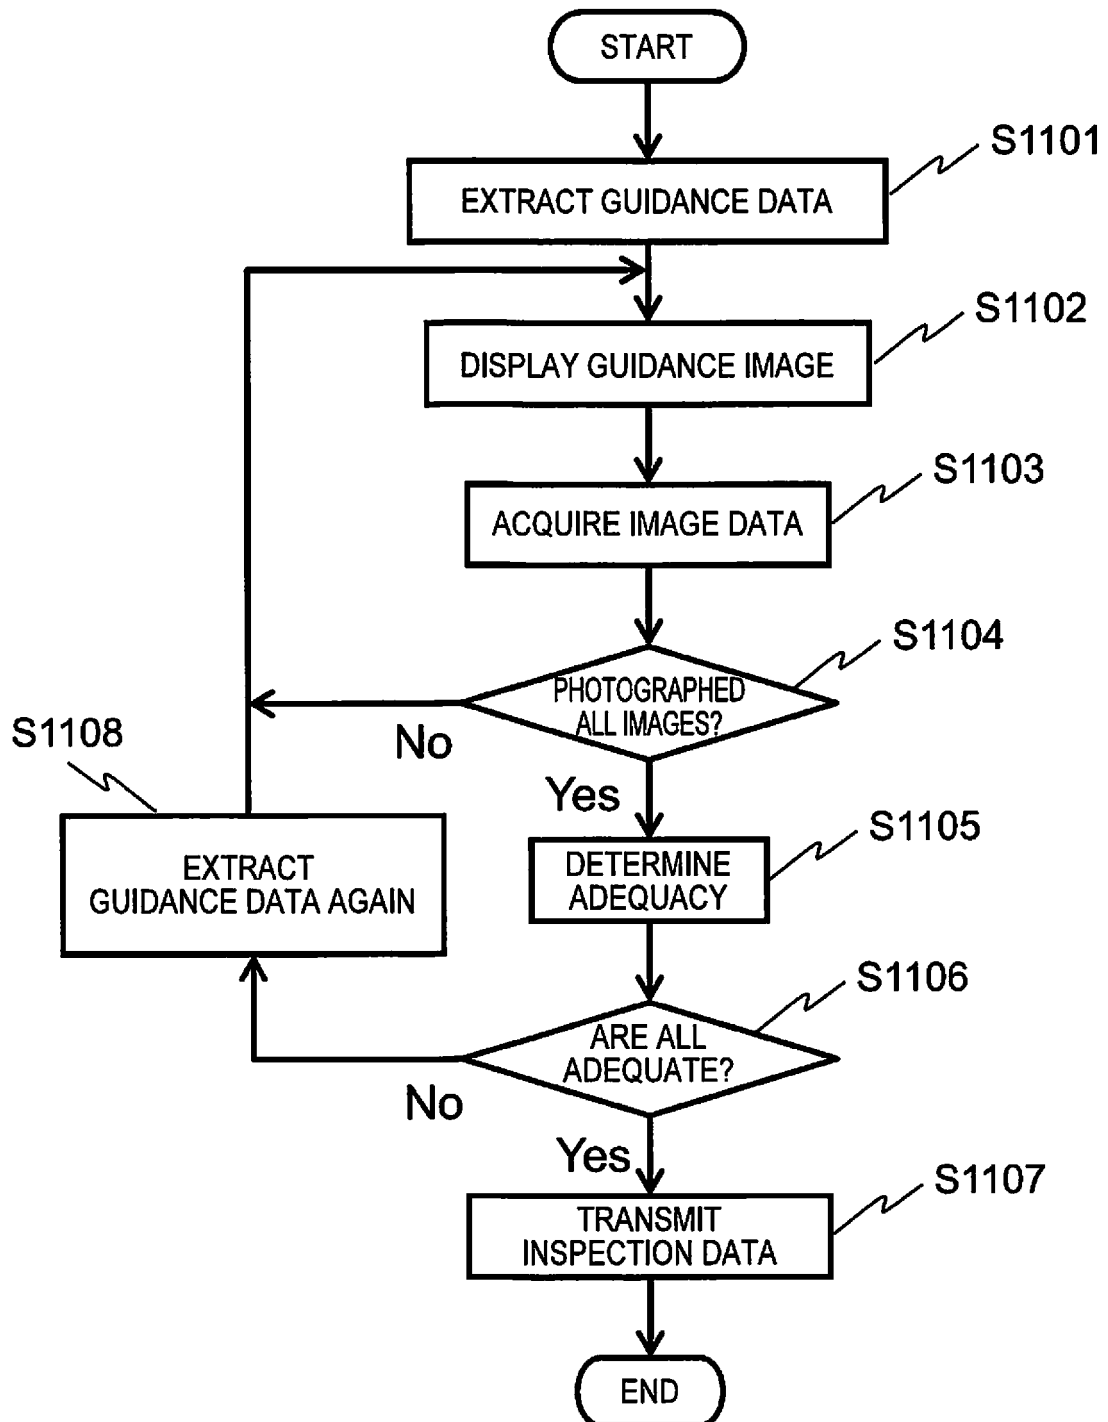 START
S1101
EXTRACT GUIDANCE DATA
S1102
DISPLAY GUIDANCE IMAGE
S1103
ACQUIRE IMAGE DATA
S1104
PHOTOGRAPHED
ALL IMAGES?
No
Yes
S1108
EXTRACT
GUIDANCE DATA AGAIN
S1105
DETERMINE
ADEQUACY
S1106
ARE ALL
ADEQUATE?
No
Yes
S1107
TRANSMIT
INSPECTION DATA
END